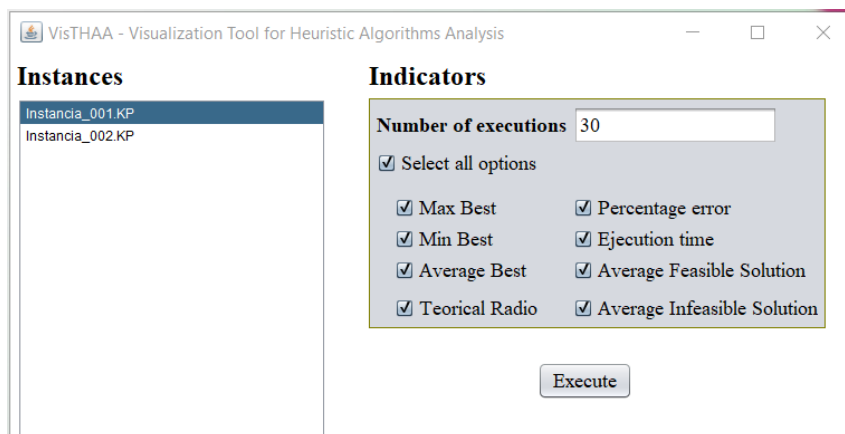 VisTHAA - Visualization Tool for Heuristic Algorithms Analysis
Instances
Instancia_001.KP
Instancia_002.KP
Indicators
Number of executions 30
Select all options
Max Best
Percentage error
Min Best
Ejecution time
Average Best
Average Feasible Solution
Teorical Radio
Average Infeasible Solution
Execute